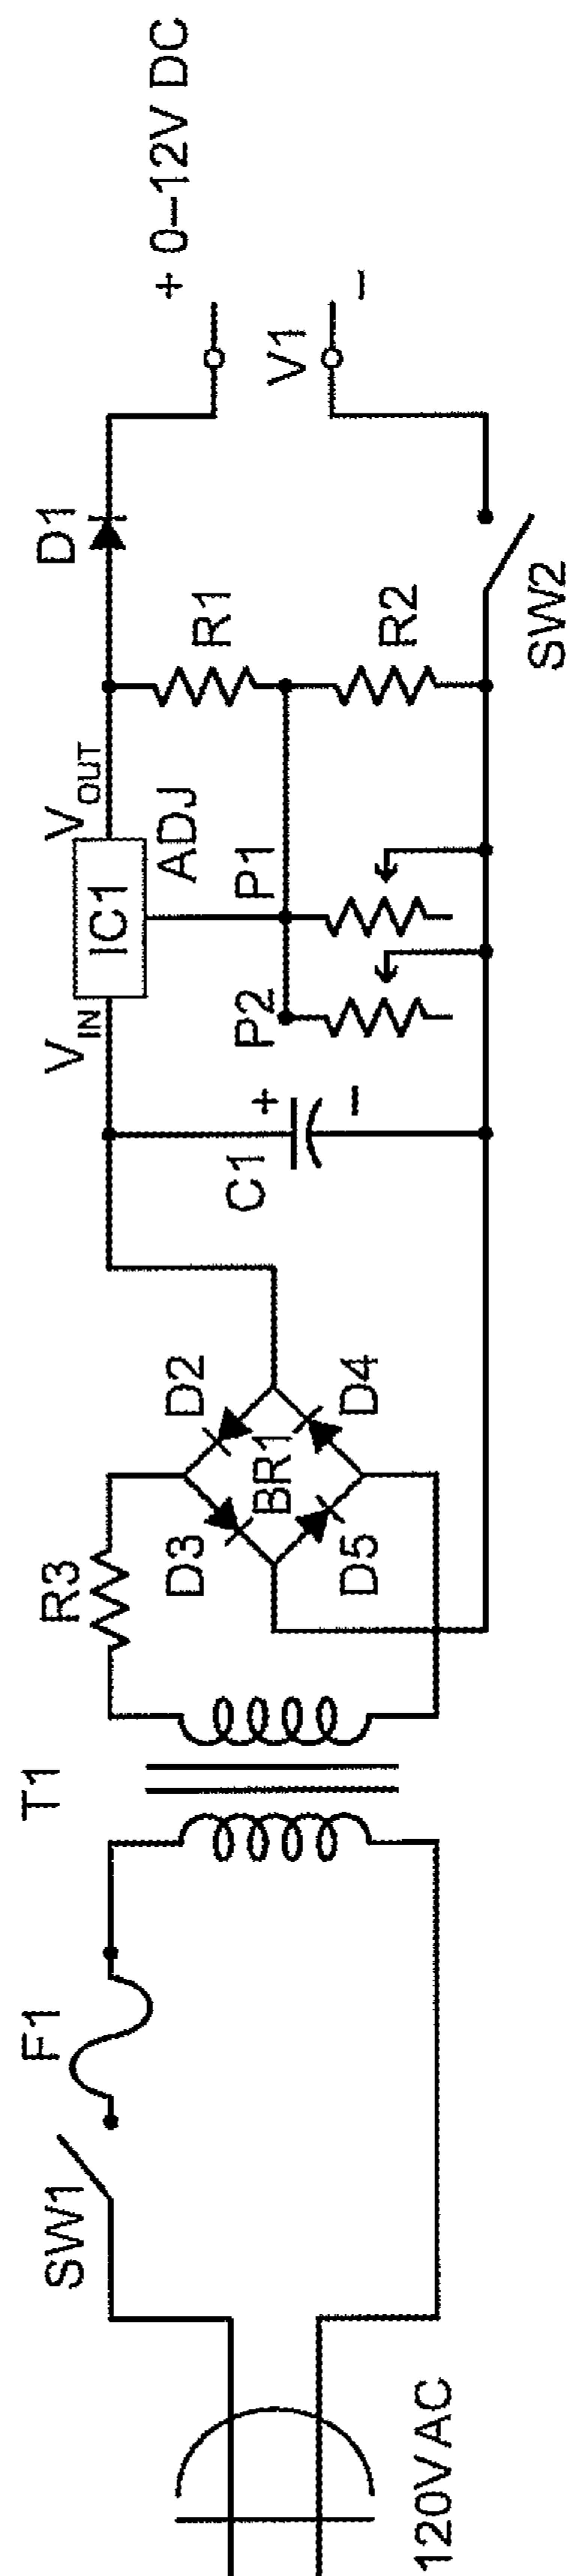 120V AC
SW1
F1
T1
R3
D2
D3
BR1
D4
D5
C1
+
–
V_IN
IC1
V_OUT
ADJ
P2
P1
R1
R2
D1
SW2
V1
+ 0–12V DC
–